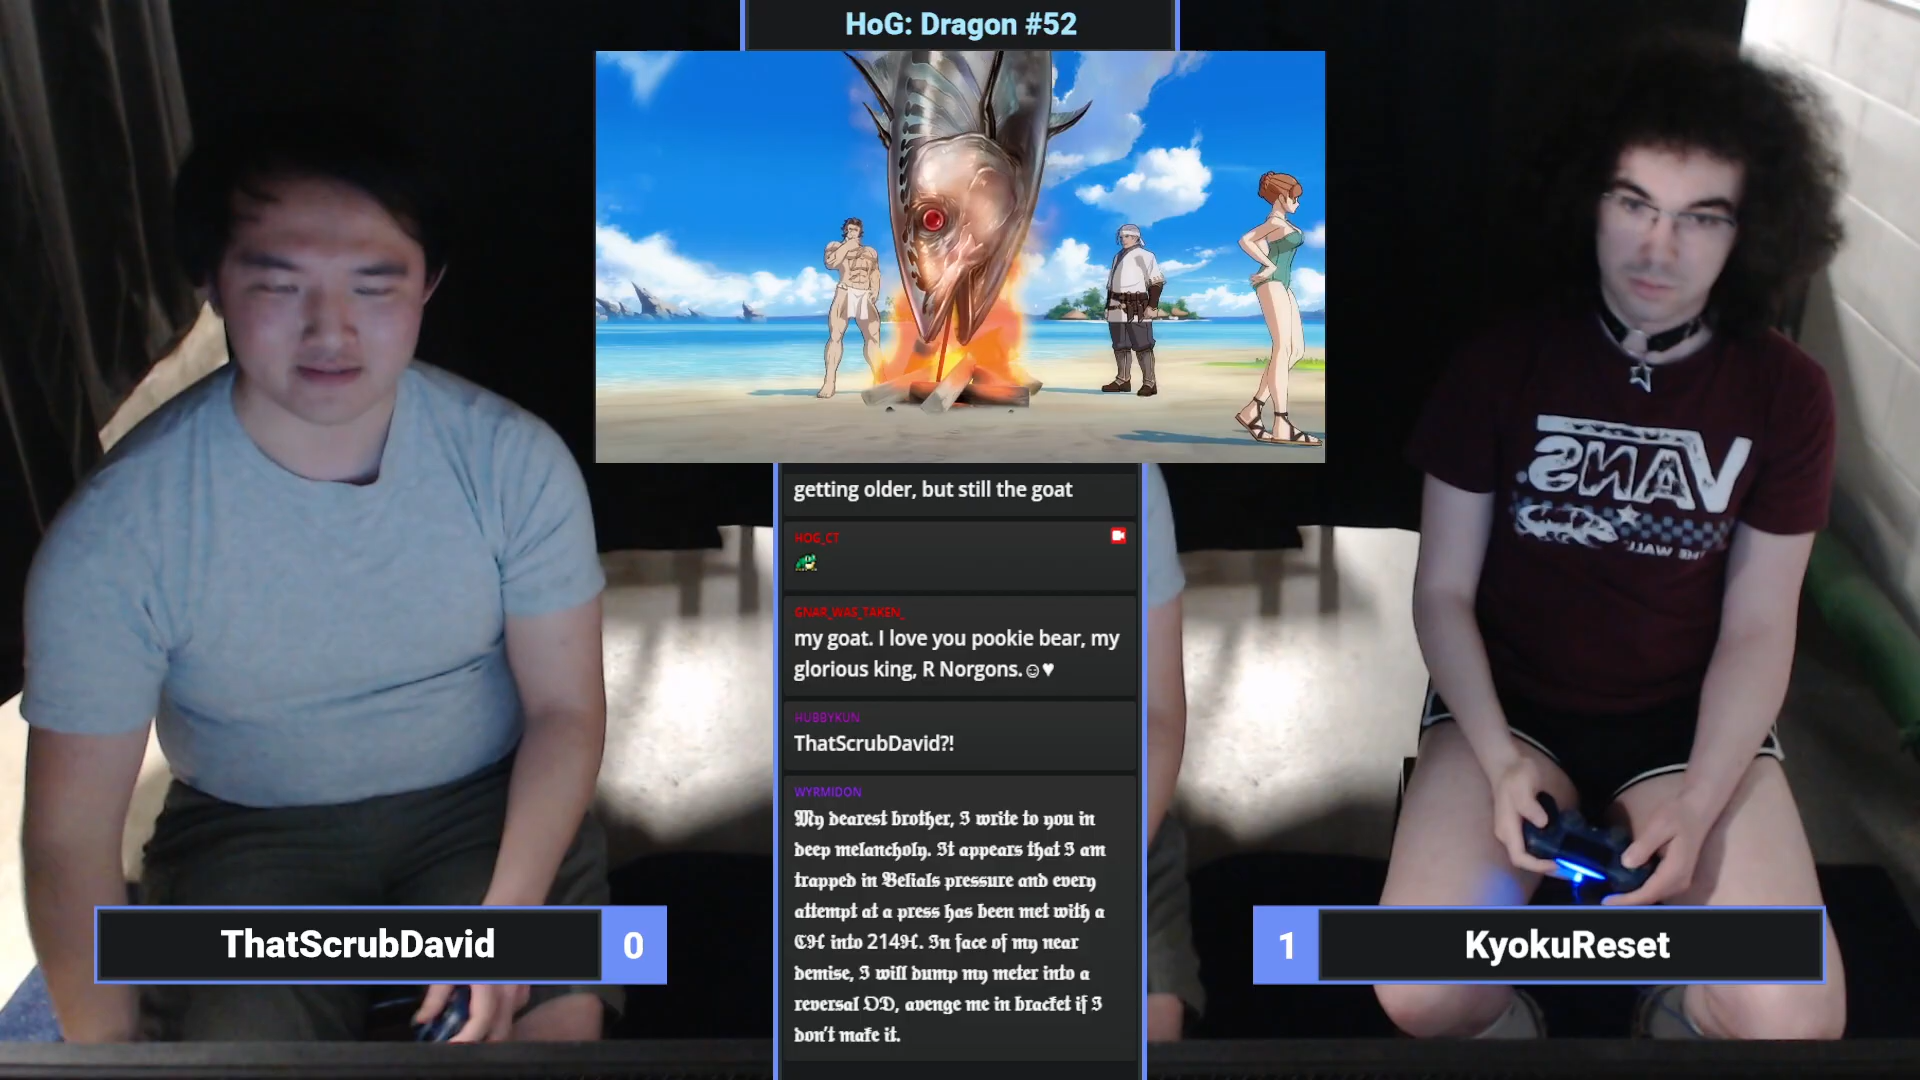 HoG: Dragon #52
getting older, but still the goat
HOG_CT
GNAR_WAS_TAKEN_
my goat. I love you pookie bear, my
glorious king, R Norgons.☺♥
HUBBYKUN
ThatScrubDavid?!
WYRMIDON
𝕸𝖞 𝖉𝖊𝖆𝖗𝖊𝖘𝖙 𝖇𝖗𝖔𝖙𝖍𝖊𝖗, 𝕴 𝖜𝖗𝖎𝖙𝖊 𝖙𝖔 𝖞𝖔𝖚 𝖎𝖓
𝖉𝖊𝖊𝖕 𝖒𝖊𝖑𝖆𝖓𝖈𝖍𝖔𝖑𝖞. 𝕴𝖙 𝖆𝖕𝖕𝖊𝖆𝖗𝖘 𝖙𝖍𝖆𝖙 𝕴 𝖆𝖒
𝖙𝖗𝖆𝖕𝖕𝖊𝖉 𝖎𝖓 𝕭𝖊𝖑𝖎𝖆𝖑𝖘 𝖕𝖗𝖊𝖘𝖘𝖚𝖗𝖊 𝖆𝖓𝖉 𝖊𝖛𝖊𝖗𝖞
𝖆𝖙𝖙𝖊𝖒𝖕𝖙 𝖆𝖙 𝖆 𝖕𝖗𝖊𝖘𝖘 𝖍𝖆𝖘 𝖇𝖊𝖊𝖓 𝖒𝖊𝖙 𝖜𝖎𝖙𝖍 𝖆
𝕮𝕳 𝖎𝖓𝖙𝖔 214𝕳. 𝕴𝖓 𝖋𝖆𝖈𝖊 𝖔𝖋 𝖒𝖞 𝖓𝖊𝖆𝖗
𝖉𝖊𝖒𝖎𝖘𝖊, 𝕴 𝖜𝖎𝖑𝖑 𝖉𝖚𝖒𝖕 𝖒𝖞 𝖒𝖊𝖙𝖊𝖗 𝖎𝖓𝖙𝖔 𝖆
𝖗𝖊𝖛𝖊𝖗𝖘𝖆𝖑 𝕺𝕯, 𝖆𝖛𝖊𝖓𝖌𝖊 𝖒𝖊 𝖎𝖓 𝖇𝖗𝖆𝖈𝖐𝖊𝖙 𝖎𝖋 𝕴
𝖉𝖔𝖓'𝖙 𝖒𝖆𝖐𝖊 𝖎𝖙.
VANS
WALL
ThatScrubDavid 0
1 KyokuReset